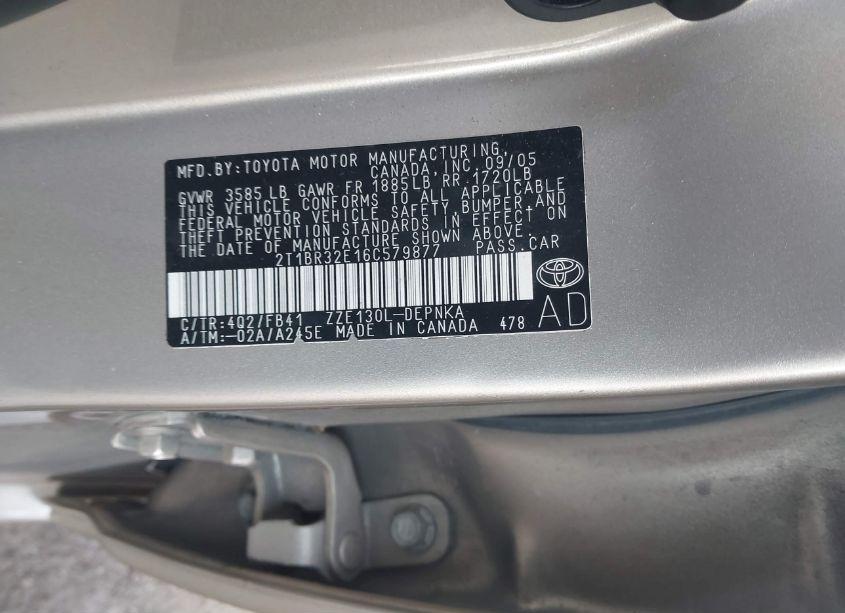 MFD.BY:TOYOTA MOTOR MANUFACTURING,
CANADA,INC.09/05
GVWR 3585 LB GAWR FR 1885LB RR 1720LB
THIS VEHICLE CONFORMS TO ALL APPLICABLE
FEDERAL MOTOR VEHICLE SAFETY,BUMPER,AND
THEFT PREVENTION STANDARDS IN EFFECT ON
THE DATE OF MANUFACTURE SHOWN ABOVE.
2T1BR32E16C579877 PASS.CAR
C/TR:4Q2/FB41 ZZE130L-DEPNKA
A/TM:-02A/A245E MADE IN CANADA 478 AD